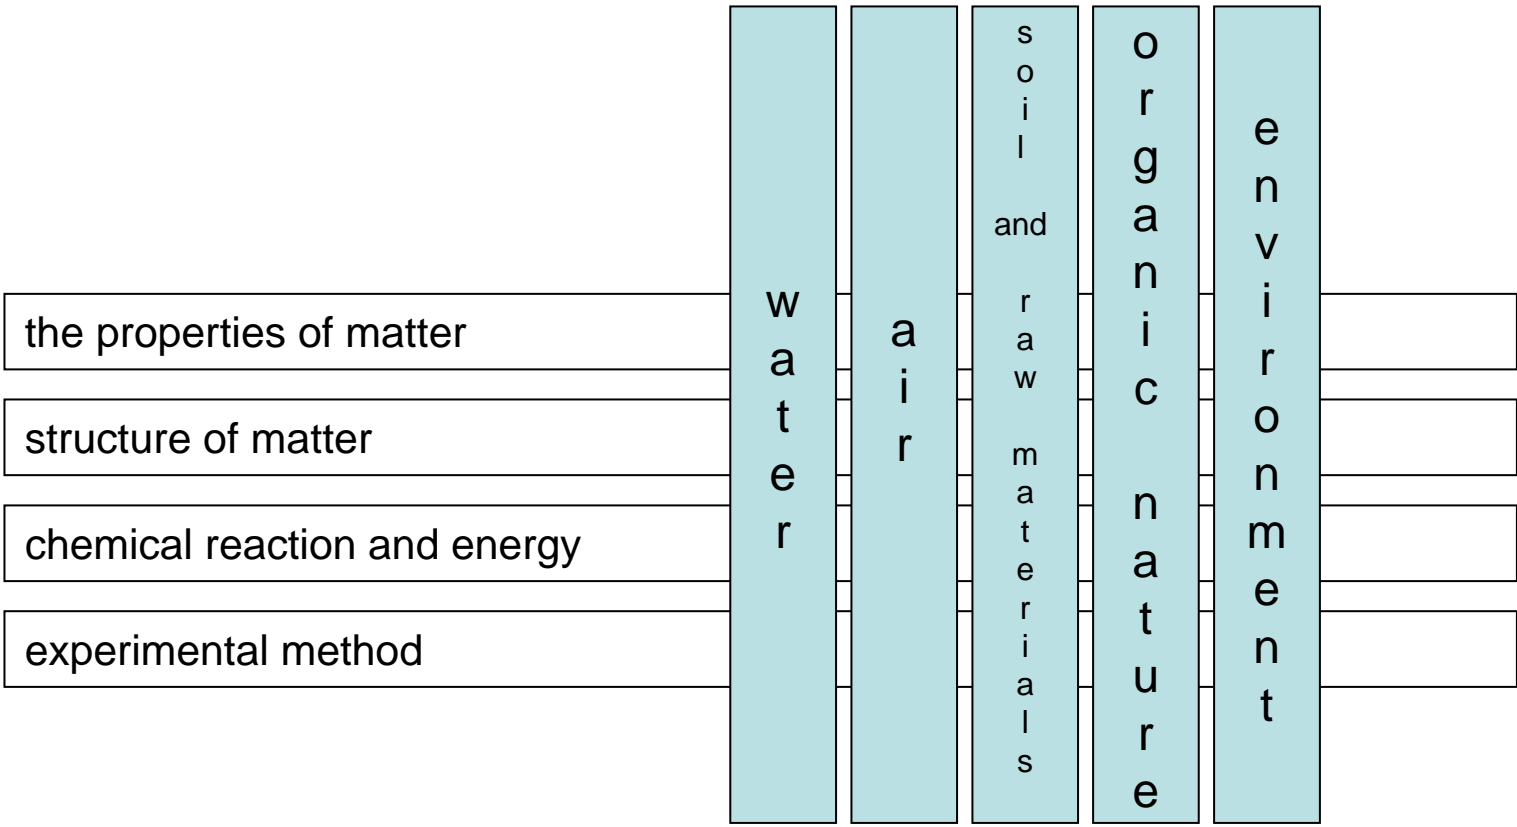 the properties of matter
structure of matter
chemical reaction and energy
experimental method
water
air
soil and raw materials
organic nature
environment